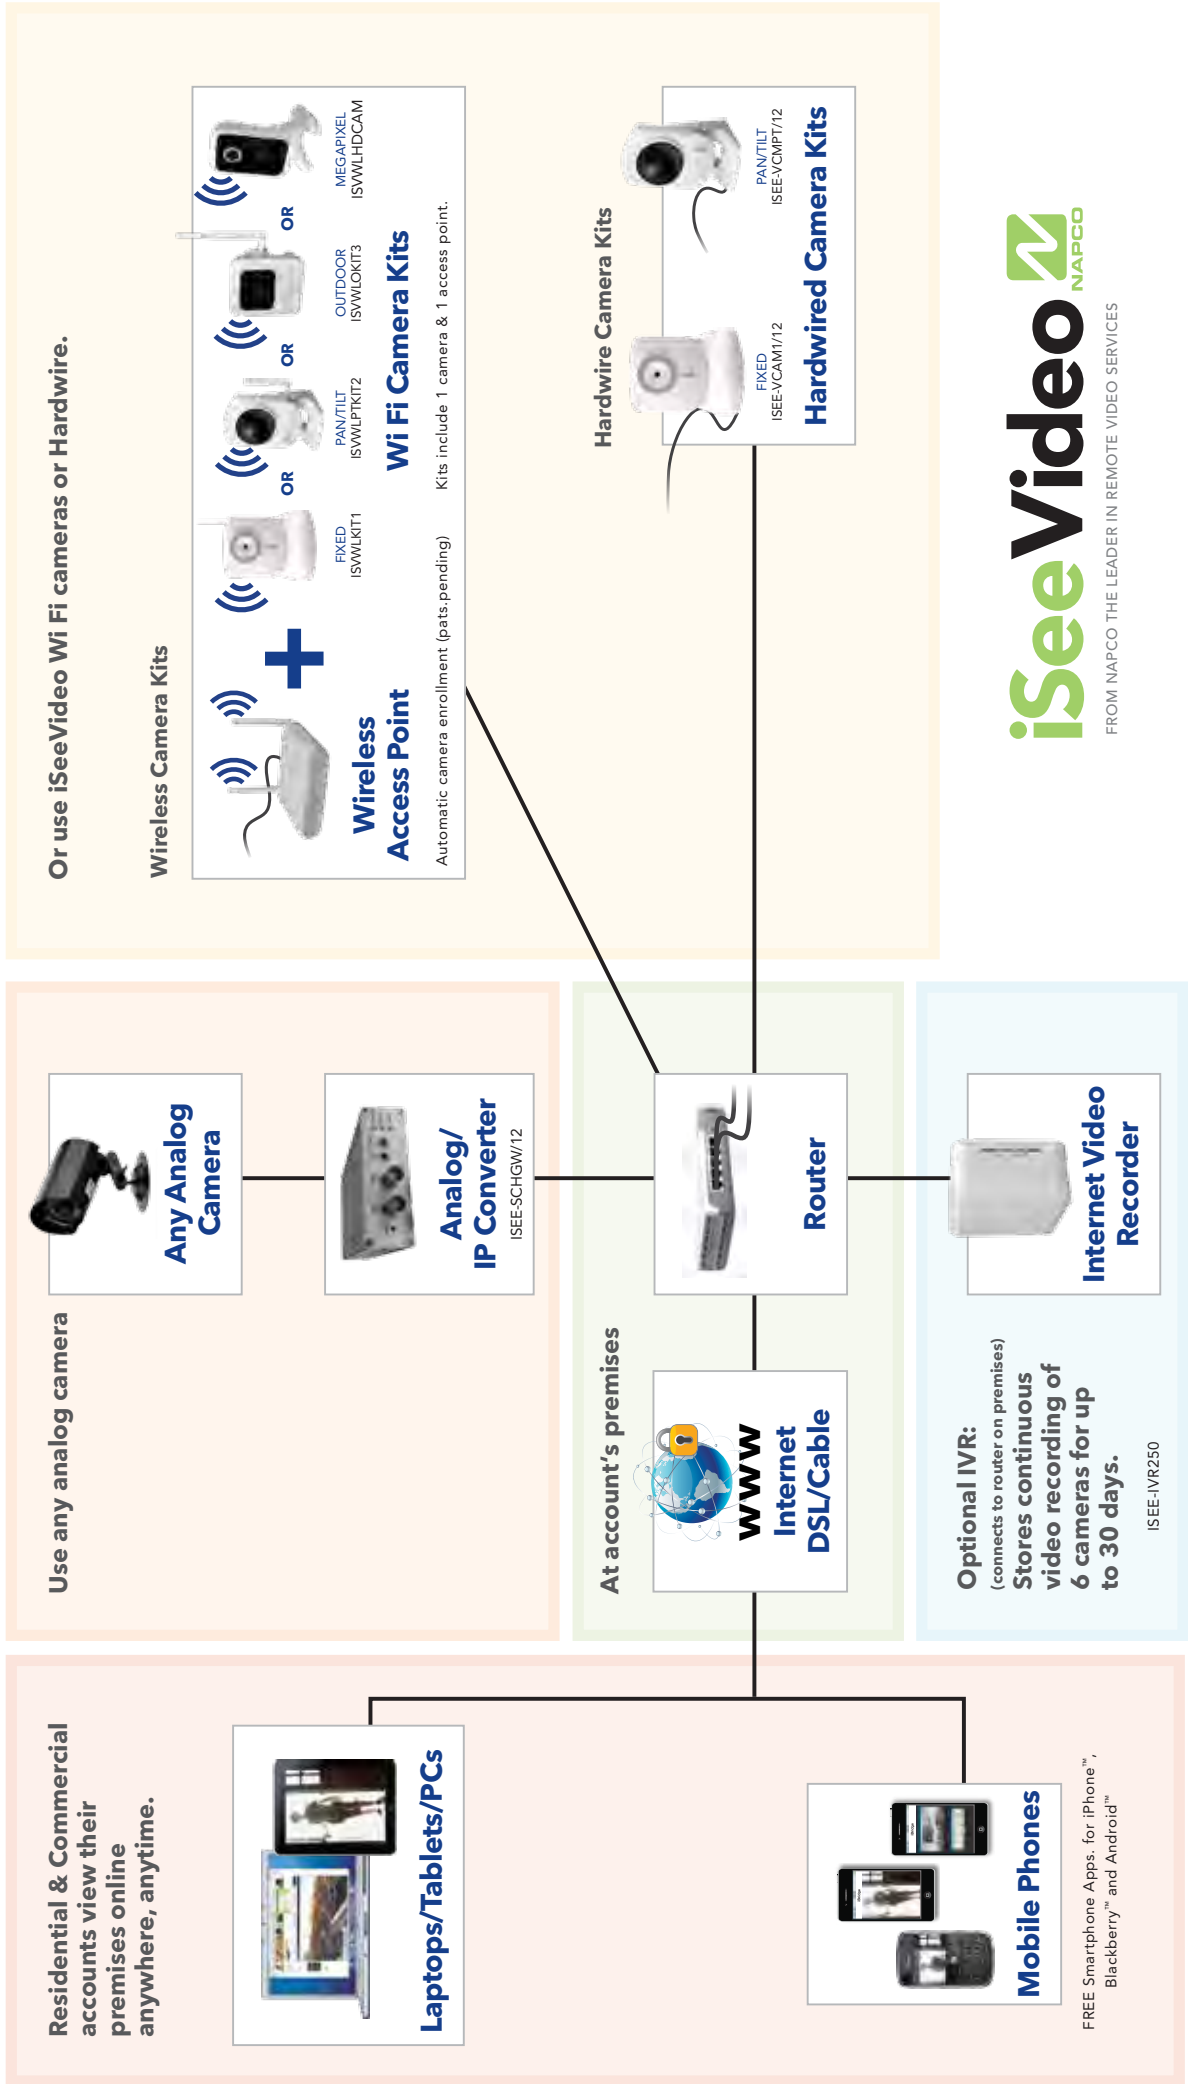 Residential & Commercial
accounts view their
premises online
anywhere, anytime.
Laptops/Tablets/PCs
Mobile Phones
FREE Smartphone Apps. for iPhone™,
Blackberry™ and Android™
Use any analog camera
Any Analog
Camera
Analog/
IP Converter
ISEE-SCHGW/12
At account's premises
www
Internet
DSL/Cable
Router
Optional IVR:
(connects to router on premises)
Stores continuous
video recording of
6 cameras for up
to 30 days.
ISEE-IVR250
Internet Video
Recorder
Or use iSeeVideo Wi Fi cameras or Hardwire.
Wireless Camera Kits
Wireless
Access Point
Automatic camera enrollment (pats.pending)
FIXED
ISVWLKIT1
OR
PAN/TILT
ISVWLPTKIT2
OR
OUTDOOR
ISVWLOKIT3
OR
MEGAPIXEL
ISVWLHDCAM
Wi Fi Camera Kits
Kits include 1 camera & 1 access point.
Hardwire Camera Kits
FIXED
ISEE-VCAM1/12
PAN/TILT
ISEE-VCMPT/12
Hardwired Camera Kits
iSeeVideo
N NAPCO
FROM NAPCO THE LEADER IN REMOTE VIDEO SERVICES